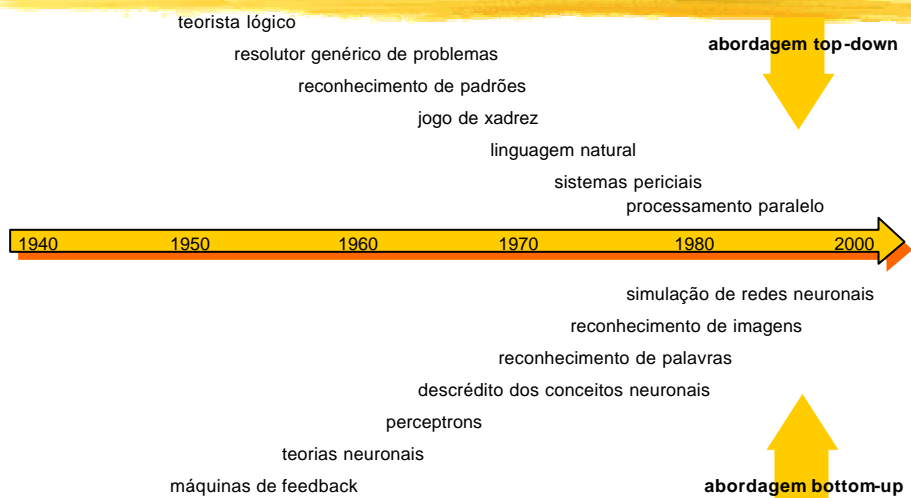 teorista lógico
abordagem top-down
resolutor genérico de problemas
reconhecimento de padrões
jogo de xadrez
linguagem natural
sistemas periciais
processamento paralelo
1940 1950 1960 1970 1980 2000
simulação de redes neuronais
reconhecimento de imagens
reconhecimento de palavras
descrédito dos conceitos neuronais
perceptrons
teorias neuronais
máquinas de feedback
abordagem bottom-up